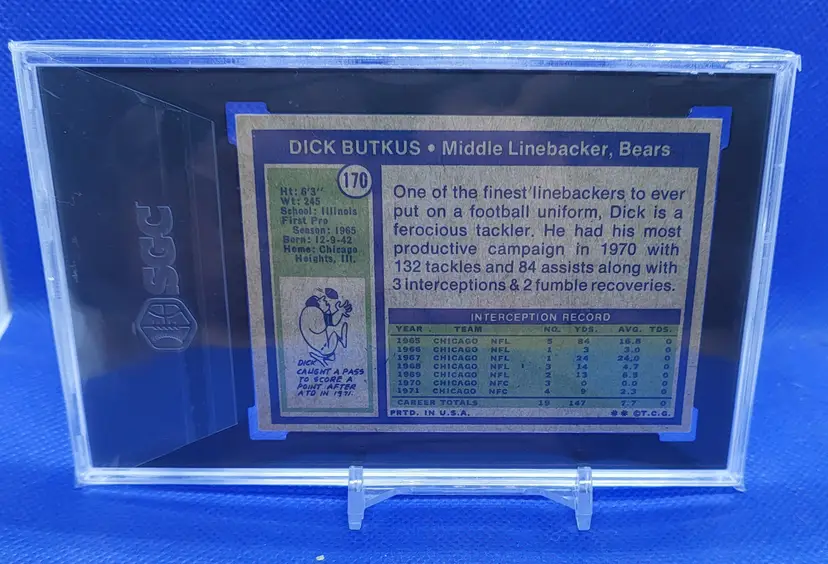 SGC
DICK BUTKUS • Middle Linebacker, Bears
170
Ht: 6'3"
Wt: 245
School: Illinois
First Pro
Season: 1965
Born: 12-9-42
Home: Chicago
Heights, Ill.
DICK
CAUGHT A PASS
TO SCORE A
POINT AFTER
A TD IN 1971.
One of the finest linebackers to ever
put on a football uniform, Dick is a
ferocious tackler. He had his most
productive campaign in 1970 with
132 tackles and 84 assists along with
3 interceptions & 2 fumble recoveries.
INTERCEPTION RECORD
YEAR TEAM NO. YDS. AVG. TDS.
1965 CHICAGO NFL 5 84 16.8 0
1966 CHICAGO NFL 1 3 3.0 0
1967 CHICAGO NFL 1 24 24.0 0
1968 CHICAGO NFL 3 14 4.7 0
1969 CHICAGO NFL 2 13 6.5 0
1970 CHICAGO NFC 3 0 0.0 0
1971 CHICAGO NFC 4 9 2.3 0
CAREER TOTALS 19 147 7.7 0
PRTD. IN U.S.A. ** ©T.C.G.